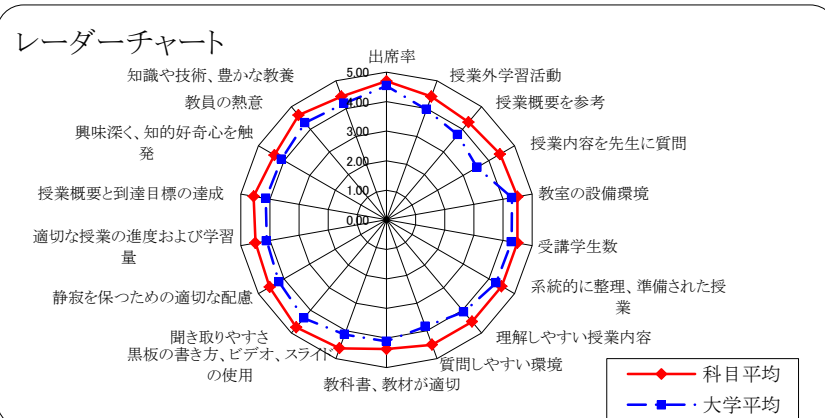 レーダーチャート
出席率
授業外学習活動
授業概要を参考
授業内容を先生に質問
教室の設備環境
受講学生数
系統的に整理、準備された授
業
理解しやすい授業内容
質問しやすい環境
教科書、教材が適切
黒板の書き方、ビデオ、スライド
の使用
聞き取りやすさ
静寂を保つための適切な配慮
適切な授業の進度および学習
量
授業概要と到達目標の達成
興味深く、知的好奇心を触
発
教員の熱意
知識や技術、豊かな教養
5.00
4.00
3.00
2.00
1.00
0.00
科目平均
大学平均